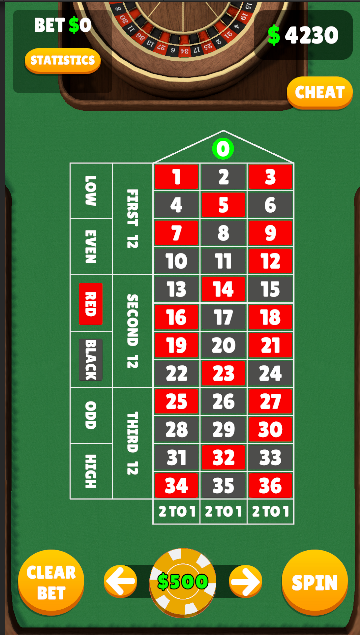 BET $0
$ 4230
STATISTICS
CHEAT
0
1 2 3
4 5 6
7 8 9
10 11 12
13 14 15
16 17 18
19 20 21
22 23 24
25 26 27
28 29 30
31 32 33
34 35 36
2 TO 1 2 TO 1 2 TO 1
FIRST 12
SECOND 12
THIRD 12
LOW
EVEN
RED
BLACK
ODD
HIGH
CLEAR
BET
$500
SPIN